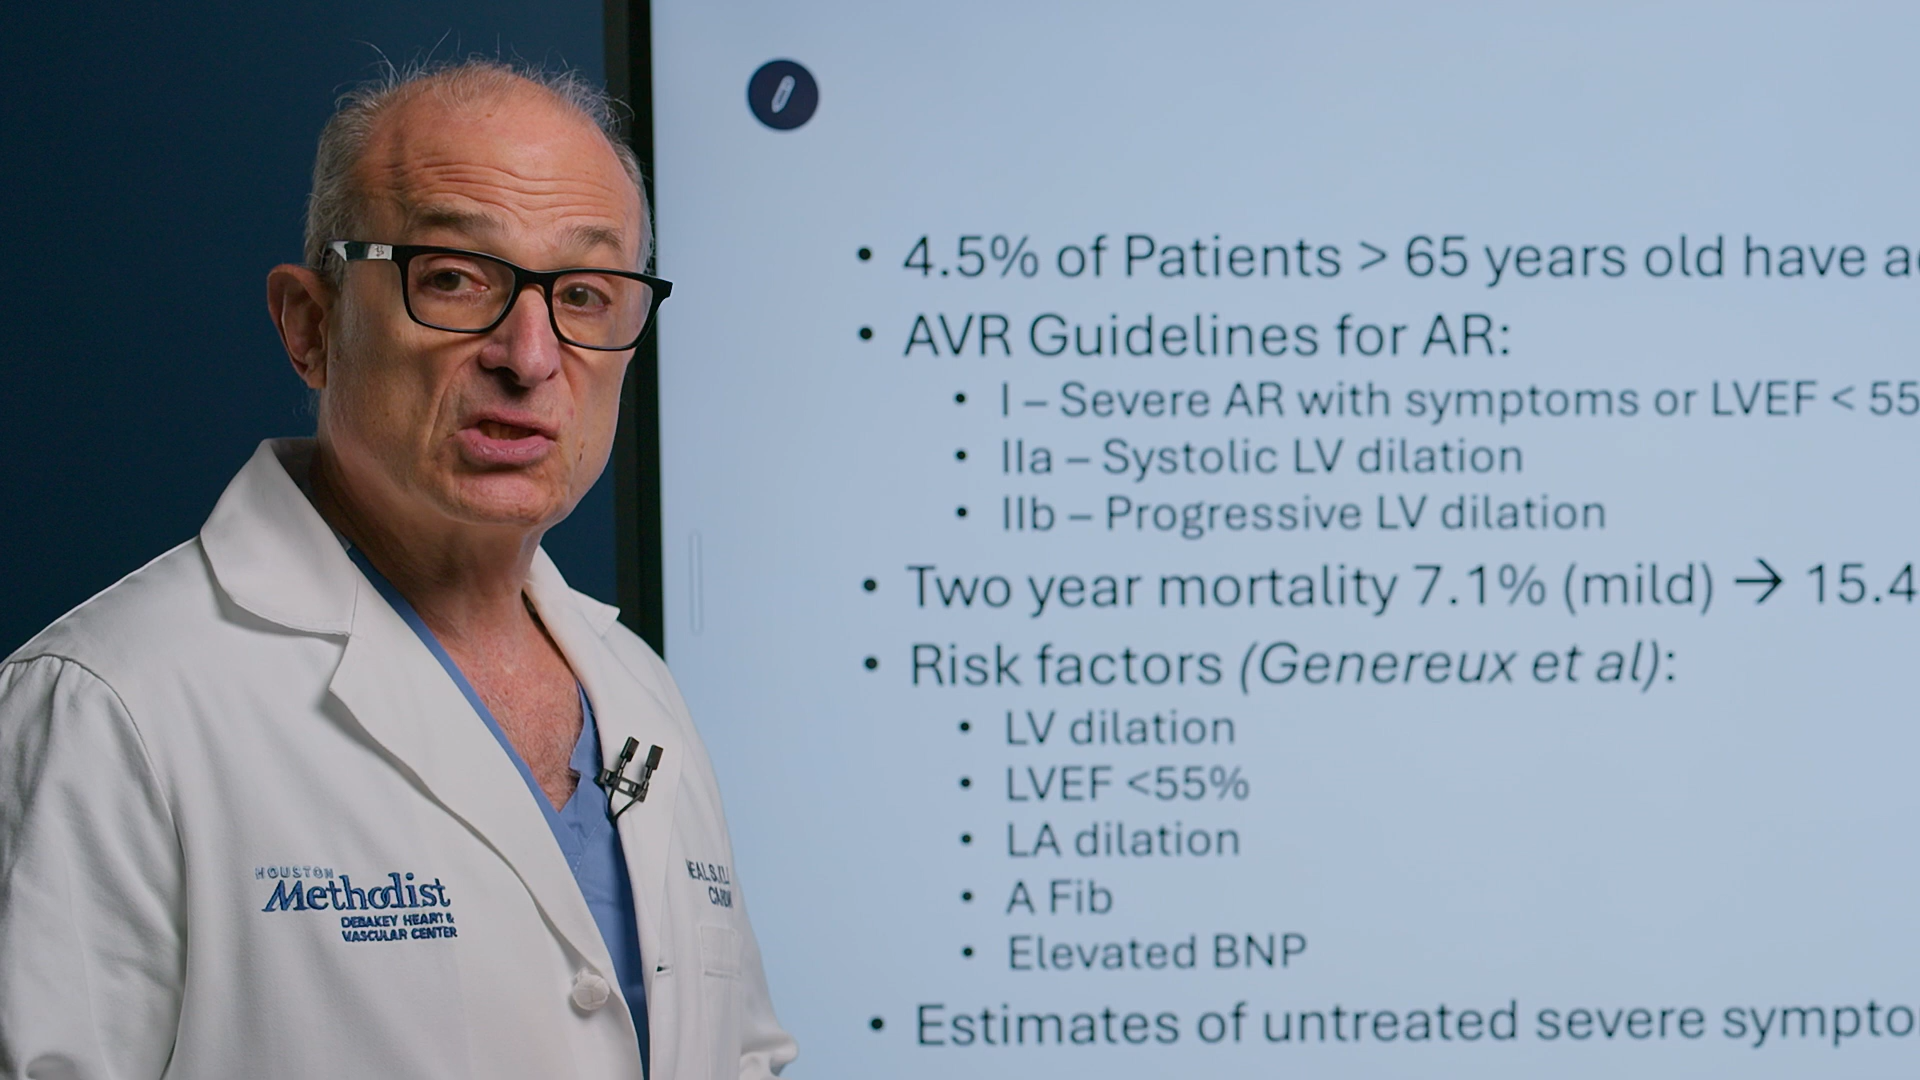 • 4.5% of Patients > 65 years old have
• AVR Guidelines for AR:
• I – Severe AR with symptoms or LVEF < 55
• IIa – Systolic LV dilation
• IIb – Progressive LV dilation
• Two year mortality 7.1% (mild) → 15.4
• Risk factors (Genereux et al):
• LV dilation
• LVEF <55%
• LA dilation
• A Fib
• Elevated BNP
• Estimates of untreated severe
HOUSTON
Methodist
DEBAKEY HEART &
VASCULAR CENTER
NEAL S.